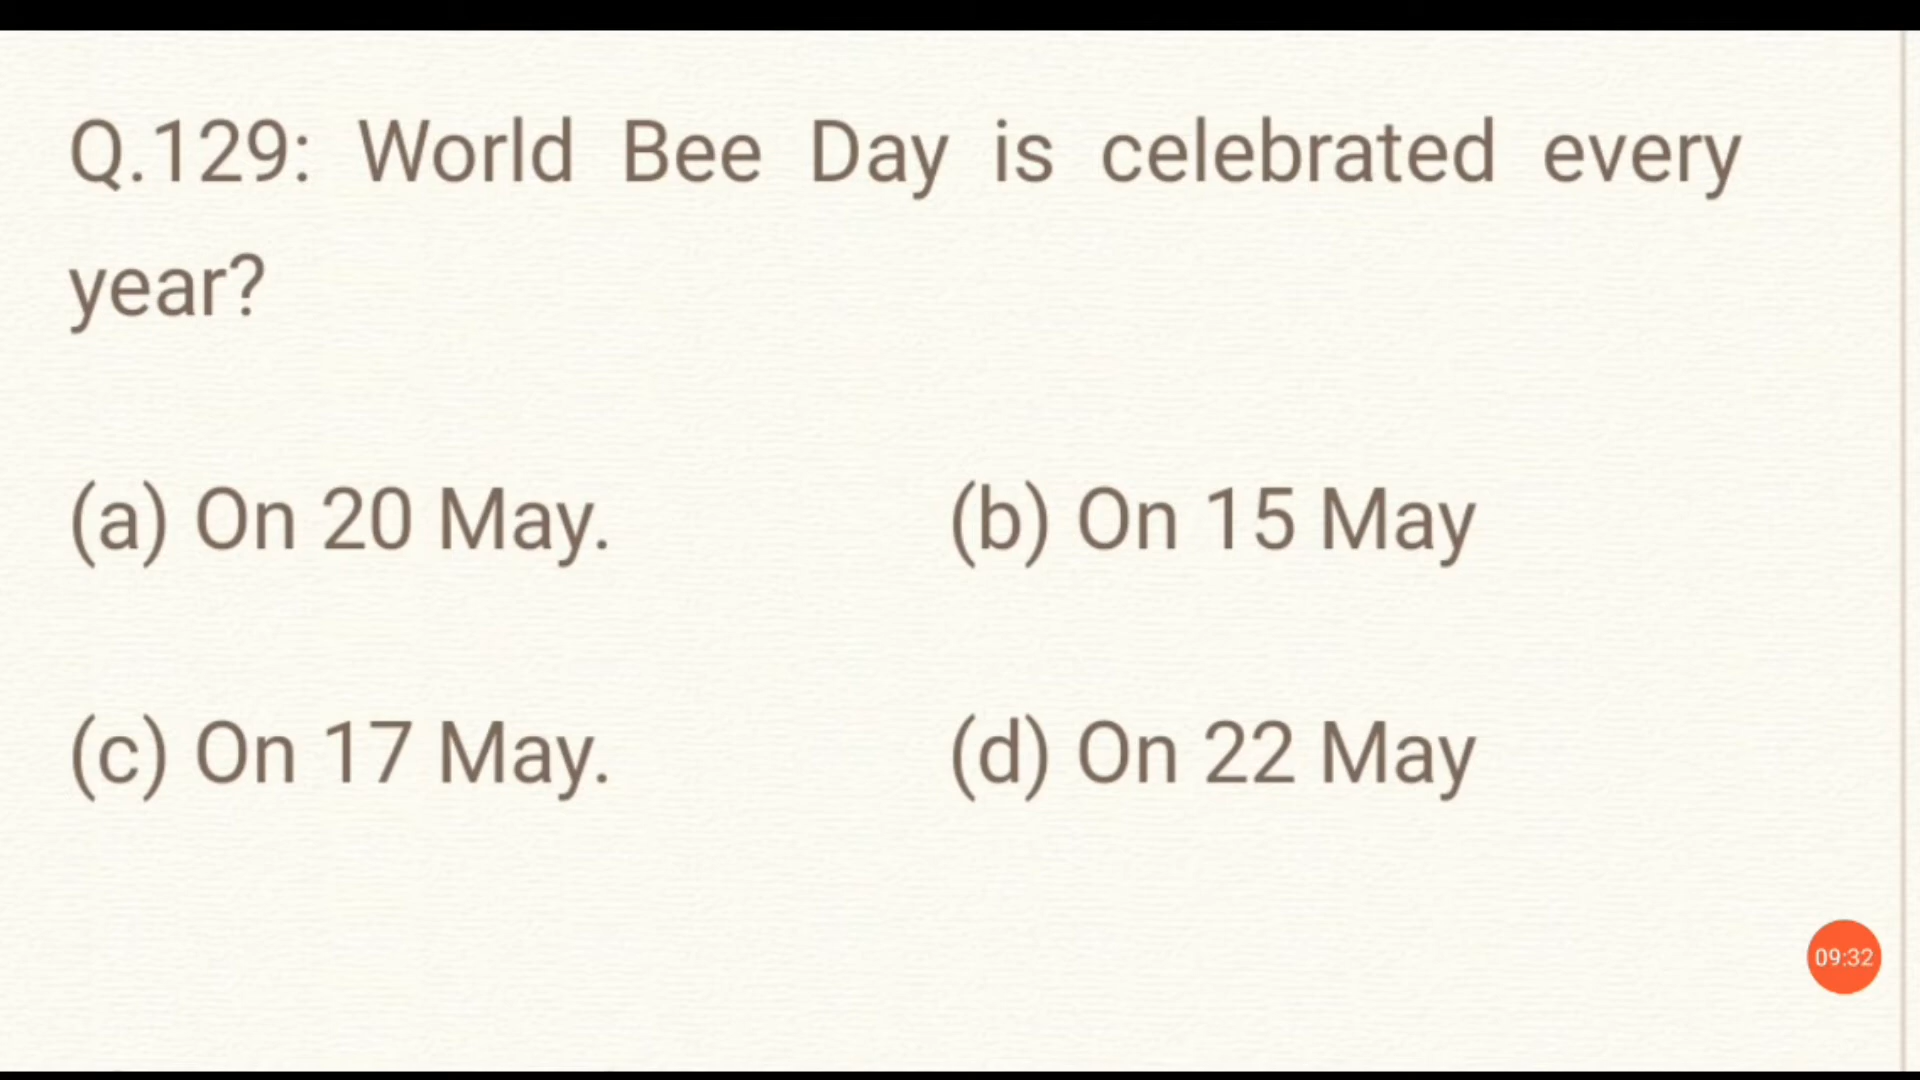 Q.129: World Bee Day is celebrated every
year?
(a) On 20 May. (b) On 15 May
(c) On 17 May. (d) On 22 May
09:32